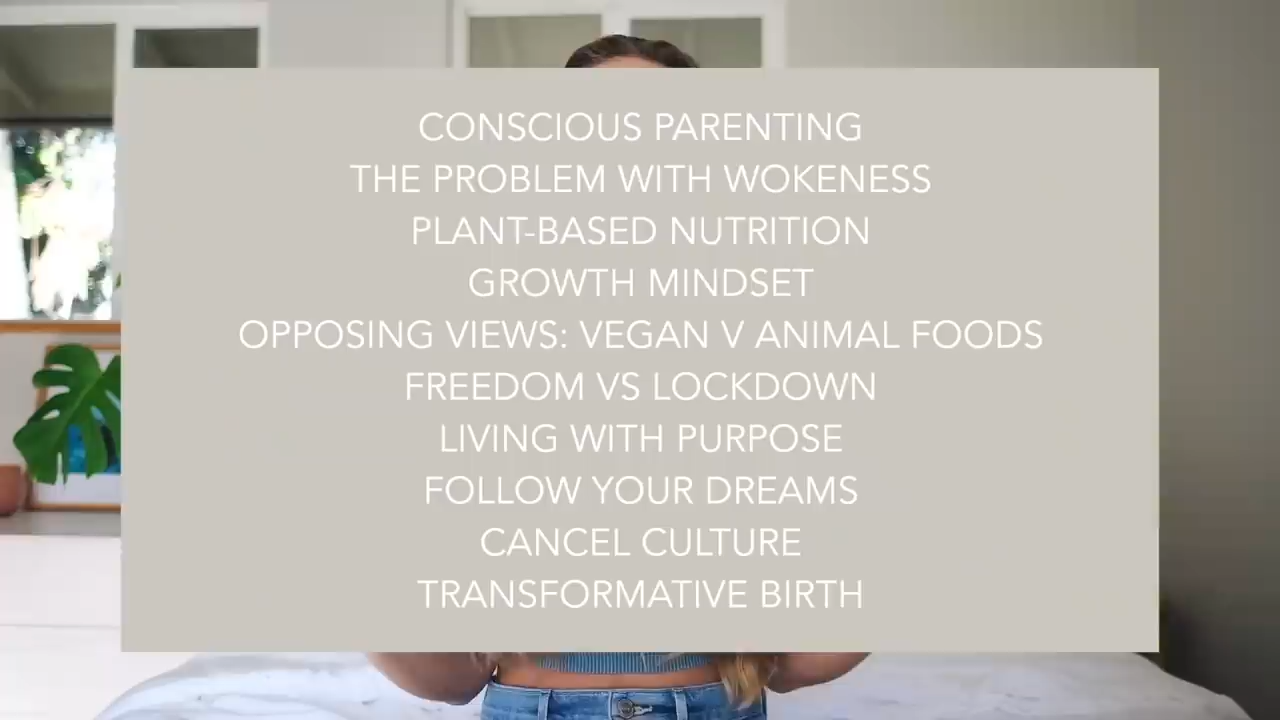 CONSCIOUS PARENTING
THE PROBLEM WITH WOKENESS
PLANT-BASED NUTRITION
GROWTH MINDSET
OPPOSING VIEWS: VEGAN V ANIMAL FOODS
FREEDOM VS LOCKDOWN
LIVING WITH PURPOSE
FOLLOW YOUR DREAMS
CANCEL CULTURE
TRANSFORMATIVE BIRTH